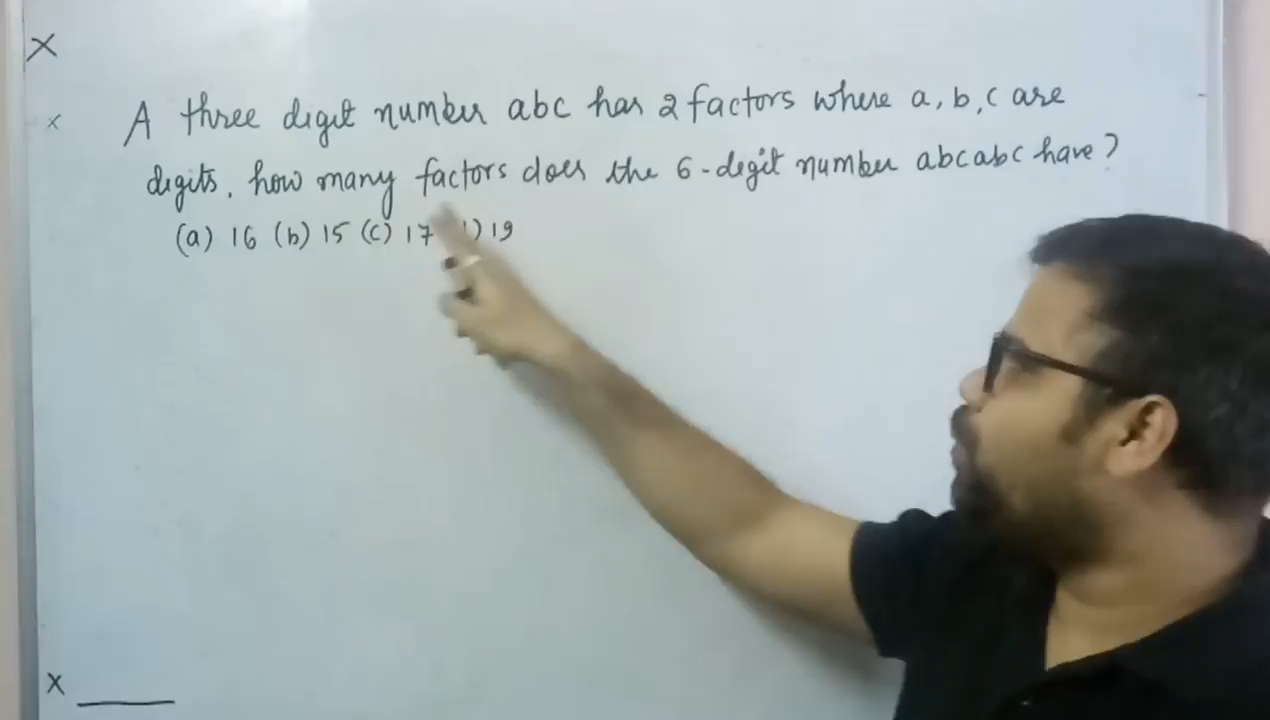 A three digit number abc has 2 factors where a, b, c are
digits. how many factors does the 6-digit number abcabc have?
(a) 16 (b) 15 (c) 17 ) 19